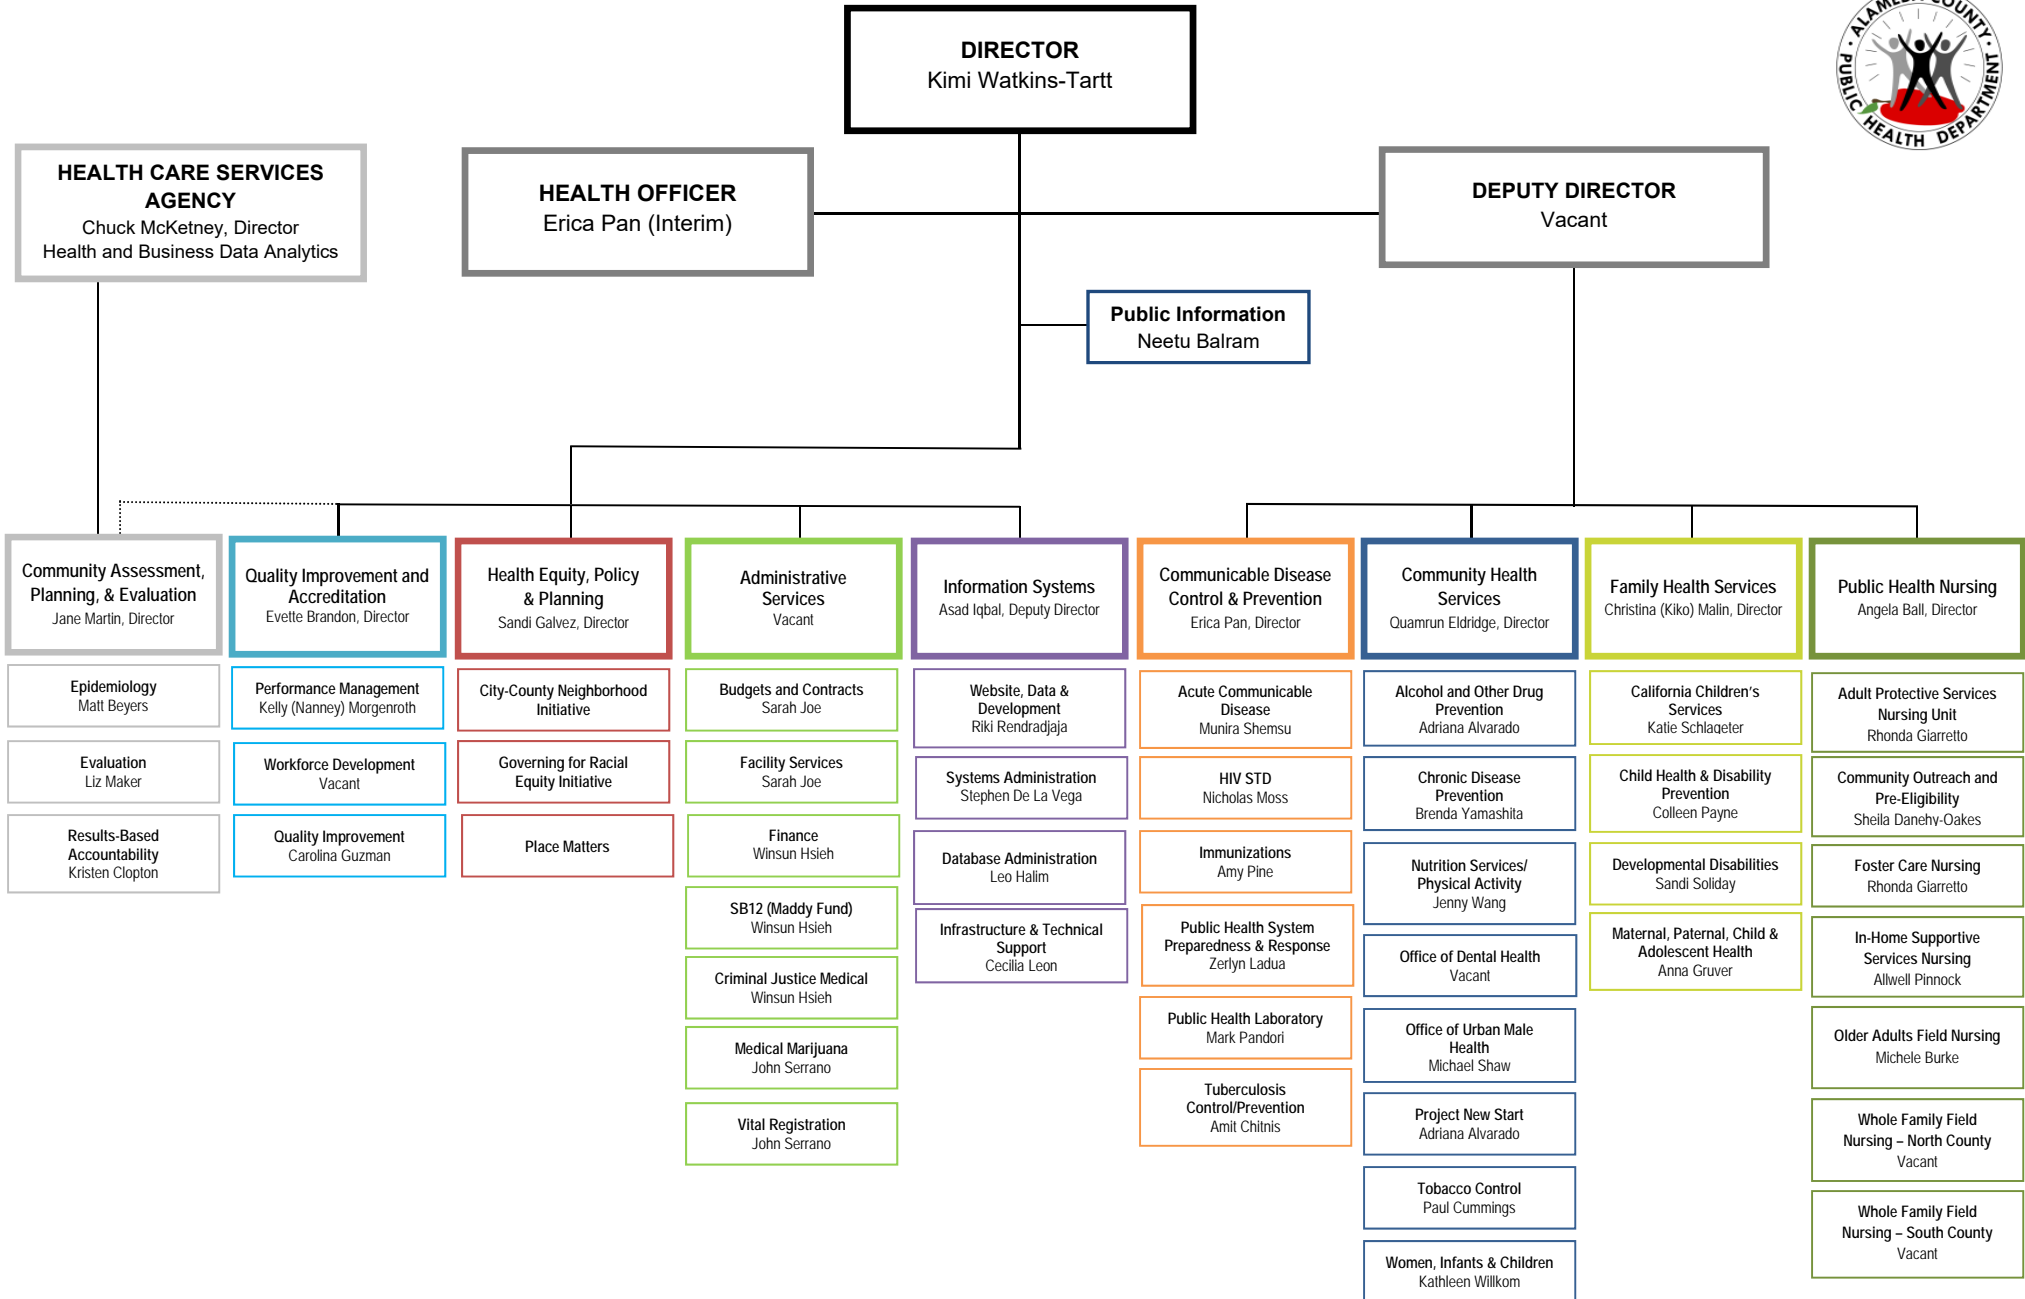 ALAMEDA COUNTY
PUBLIC HEALTH DEPARTMENT
DIRECTOR
Kimi Watkins-Tartt
HEALTH CARE SERVICES
AGENCY
Chuck McKetney, Director
Health and Business Data Analytics
HEALTH OFFICER
Erica Pan (Interim)
DEPUTY DIRECTOR
Vacant
Public Information
Neetu Balram
Community Assessment,
Planning, & Evaluation
Jane Martin, Director
Epidemiology
Matt Beyers
Evaluation
Liz Maker
Results-Based
Accountability
Kristen Clopton
Quality Improvement and
Accreditation
Evette Brandon, Director
Performance Management
Kelly (Nanney) Morgenroth
Workforce Development
Vacant
Quality Improvement
Carolina Guzman
Health Equity, Policy
& Planning
Sandi Galvez, Director
City-County Neighborhood
Initiative
Governing for Racial
Equity Initiative
Place Matters
Administrative
Services
Vacant
Budgets and Contracts
Sarah Joe
Facility Services
Sarah Joe
Finance
Winsun Hsieh
SB12 (Maddy Fund)
Winsun Hsieh
Criminal Justice Medical
Winsun Hsieh
Medical Marijuana
John Serrano
Vital Registration
John Serrano
Information Systems
Asad Iqbal, Deputy Director
Website, Data &
Development
Riki Rendradjaja
Systems Administration
Stephen De La Vega
Database Administration
Leo Halim
Infrastructure & Technical
Support
Cecilia Leon
Communicable Disease
Control & Prevention
Erica Pan, Director
Acute Communicable
Disease
Munira Shemsu
HIV STD
Nicholas Moss
Immunizations
Amy Pine
Public Health System
Preparedness & Response
Zerlyn Ladua
Public Health Laboratory
Mark Pandori
Tuberculosis
Control/Prevention
Amit Chitnis
Community Health
Services
Quamrun Eldridge, Director
Alcohol and Other Drug
Prevention
Adriana Alvarado
Chronic Disease
Prevention
Brenda Yamashita
Nutrition Services/
Physical Activity
Jenny Wang
Office of Dental Health
Vacant
Office of Urban Male
Health
Michael Shaw
Project New Start
Adriana Alvarado
Tobacco Control
Paul Cummings
Women, Infants & Children
Kathleen Willkom
Family Health Services
Christina (Kiko) Malin, Director
California Children's
Services
Katie Schlageter
Child Health & Disability
Prevention
Colleen Payne
Developmental Disabilities
Sandi Soliday
Maternal, Paternal, Child &
Adolescent Health
Anna Gruver
Public Health Nursing
Angela Ball, Director
Adult Protective Services
Nursing Unit
Rhonda Giarretto
Community Outreach and
Pre-Eligibility
Sheila Danehy-Oakes
Foster Care Nursing
Rhonda Giarretto
In-Home Supportive
Services Nursing
Allwell Pinnock
Older Adults Field Nursing
Michele Burke
Whole Family Field
Nursing – North County
Vacant
Whole Family Field
Nursing – South County
Vacant